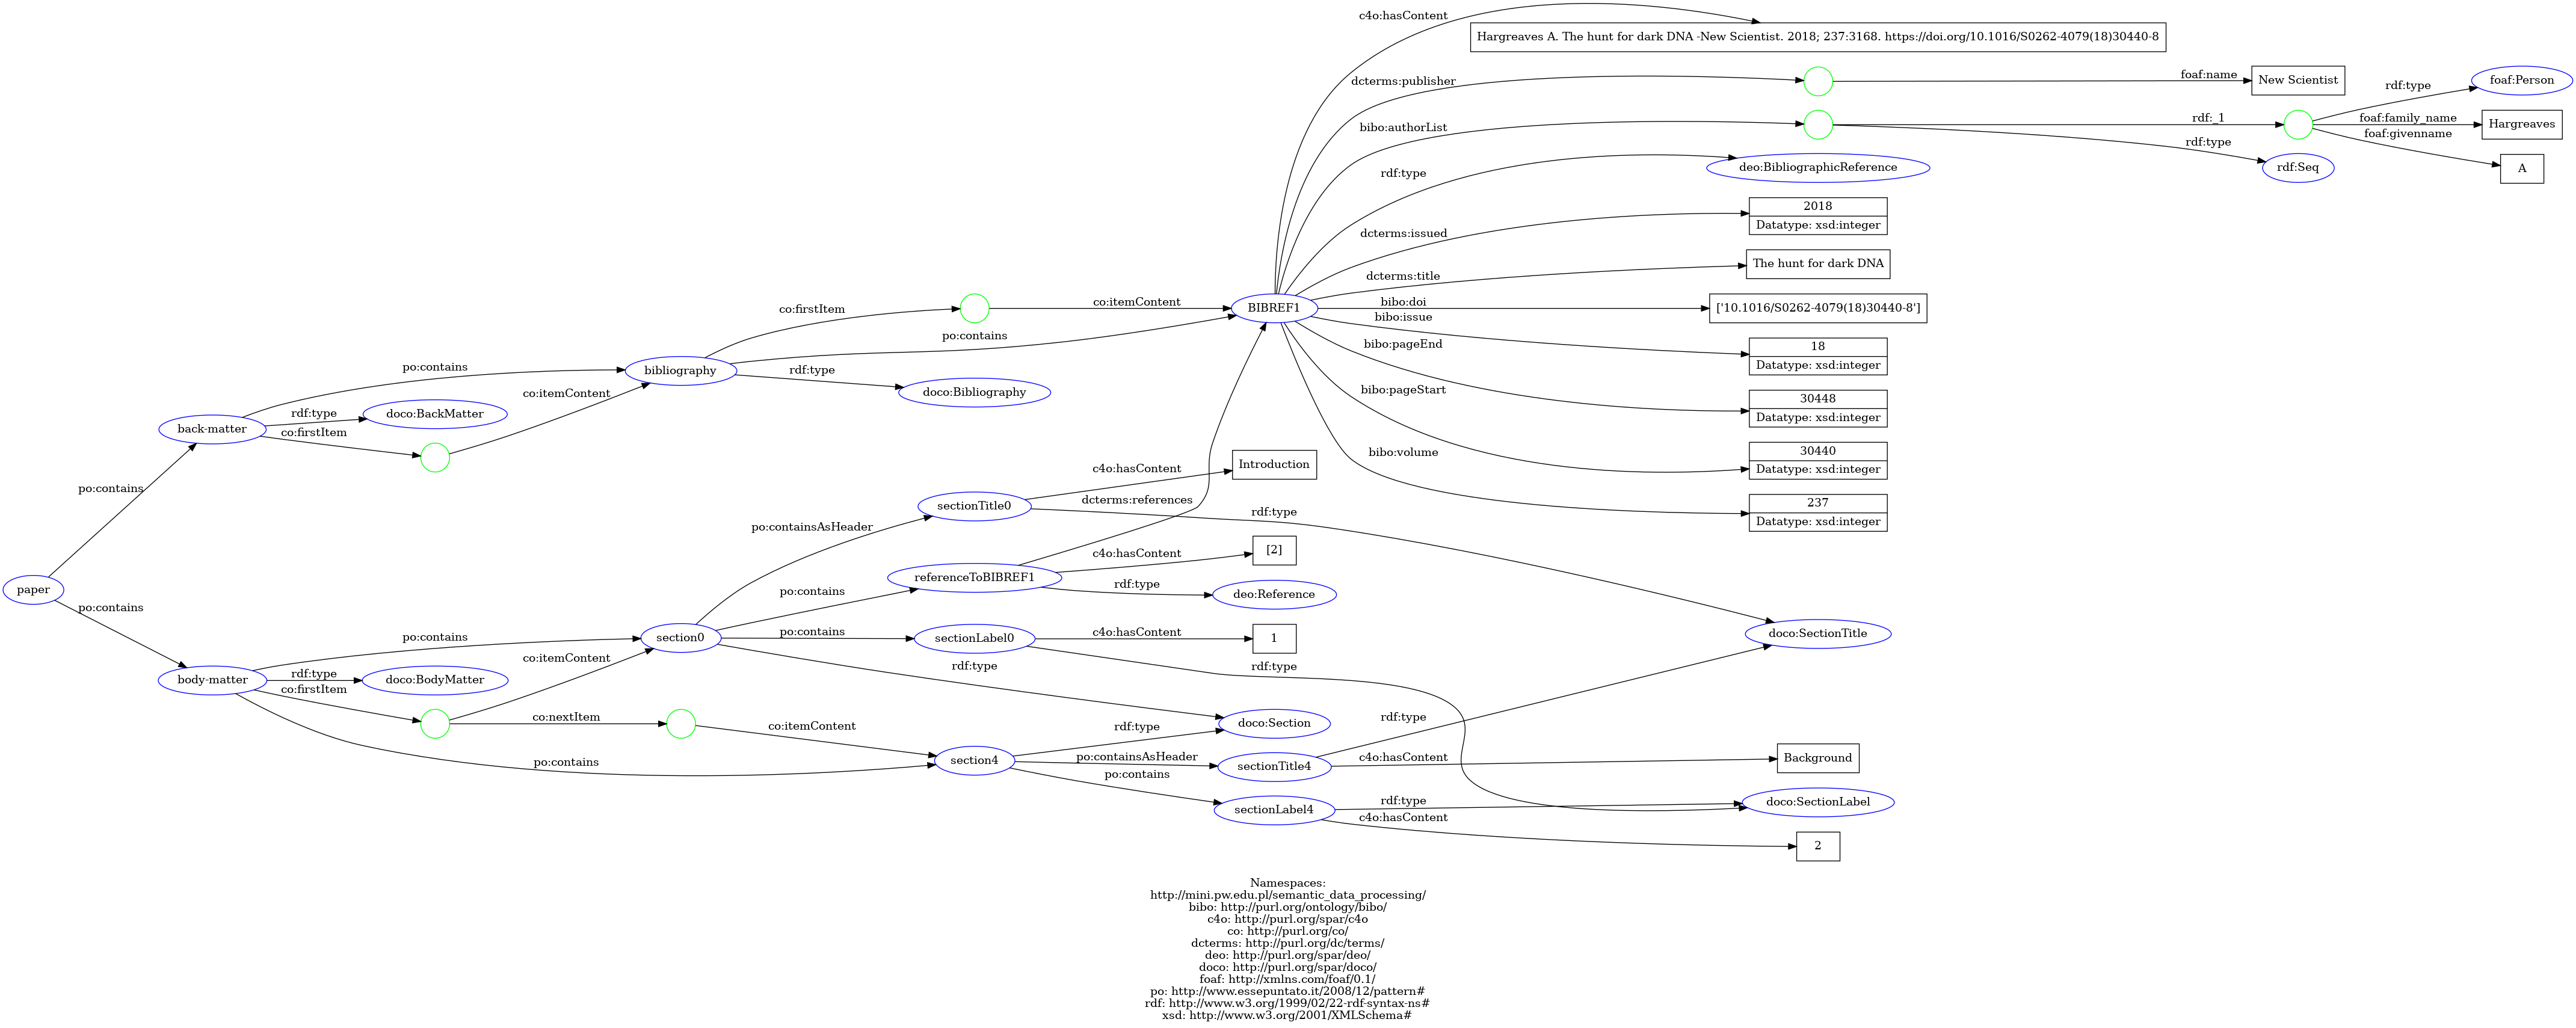 c4o:hasContent
Hargreaves A. The hunt for dark DNA -New Scientist. 2018; 237:3168. https://doi.org/10.1016/S0262-4079(18)30440-8
dcterms:publisher
foaf:name
New Scientist
rdf:type
foaf:Person
bibo:authorList
rdf:_1
foaf:family_name
Hargreaves
foaf:givenname
A
rdf:type
rdf:Seq
rdf:type
deo:BibliographicReference
dcterms:issued
2018
Datatype: xsd:integer
dcterms:title
The hunt for dark DNA
bibo:doi
['10.1016/S0262-4079(18)30440-8']
bibo:issue
18
Datatype: xsd:integer
bibo:pageEnd
30448
Datatype: xsd:integer
bibo:pageStart
30440
Datatype: xsd:integer
bibo:volume
237
Datatype: xsd:integer
co:firstItem
co:itemContent
BIBREF1
po:contains
po:contains
bibliography
rdf:type
doco:Bibliography
co:itemContent
rdf:type
doco:BackMatter
back-matter
co:firstItem
po:contains
c4o:hasContent
Introduction
dcterms:references
sectionTitle0
rdf:type
po:containsAsHeader
c4o:hasContent
[2]
referenceToBIBREF1
rdf:type
deo:Reference
po:contains
paper
po:contains
po:contains
section0
po:contains
sectionLabel0
c4o:hasContent
1
doco:SectionTitle
co:itemContent
rdf:type
rdf:type
body-matter
rdf:type
doco:BodyMatter
co:firstItem
co:nextItem
co:itemContent
rdf:type
doco:Section
rdf:type
po:contains
section4
po:containsAsHeader
sectionTitle4
c4o:hasContent
Background
po:contains
sectionLabel4
rdf:type
doco:SectionLabel
c4o:hasContent
2
Namespaces:
http://mini.pw.edu.pl/semantic_data_processing/
bibo: http://purl.org/ontology/bibo/
c4o: http://purl.org/spar/c4o
co: http://purl.org/co/
dcterms: http://purl.org/dc/terms/
deo: http://purl.org/spar/deo/
doco: http://purl.org/spar/doco/
foaf: http://xmlns.com/foaf/0.1/
po: http://www.essepuntato.it/2008/12/pattern#
rdf: http://www.w3.org/1999/02/22-rdf-syntax-ns#
xsd: http://www.w3.org/2001/XMLSchema#